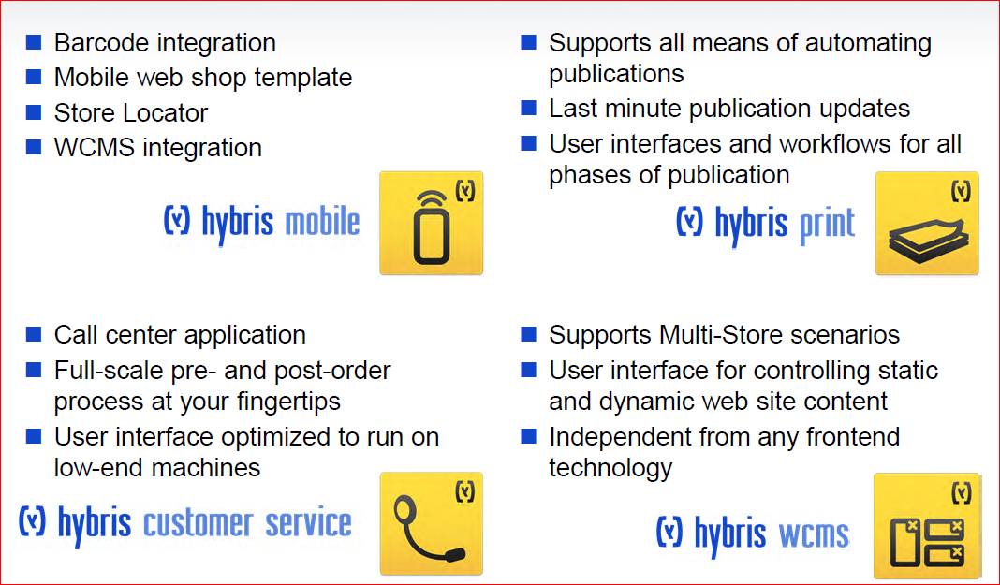 Barcode integration
Mobile web shop template
Store Locator
WCMS integration
hybris mobile
Supports all means of automating
publications
Last minute publication updates
User interfaces and workflows for all
phases of publication
hybris print
Call center application
Full-scale pre- and post-order
process at your fingertips
User interface optimized to run on
low-end machines
hybris customer service
Supports Multi-Store scenarios
User interface for controlling static
and dynamic web site content
Independent from any frontend
technology
hybris wcms